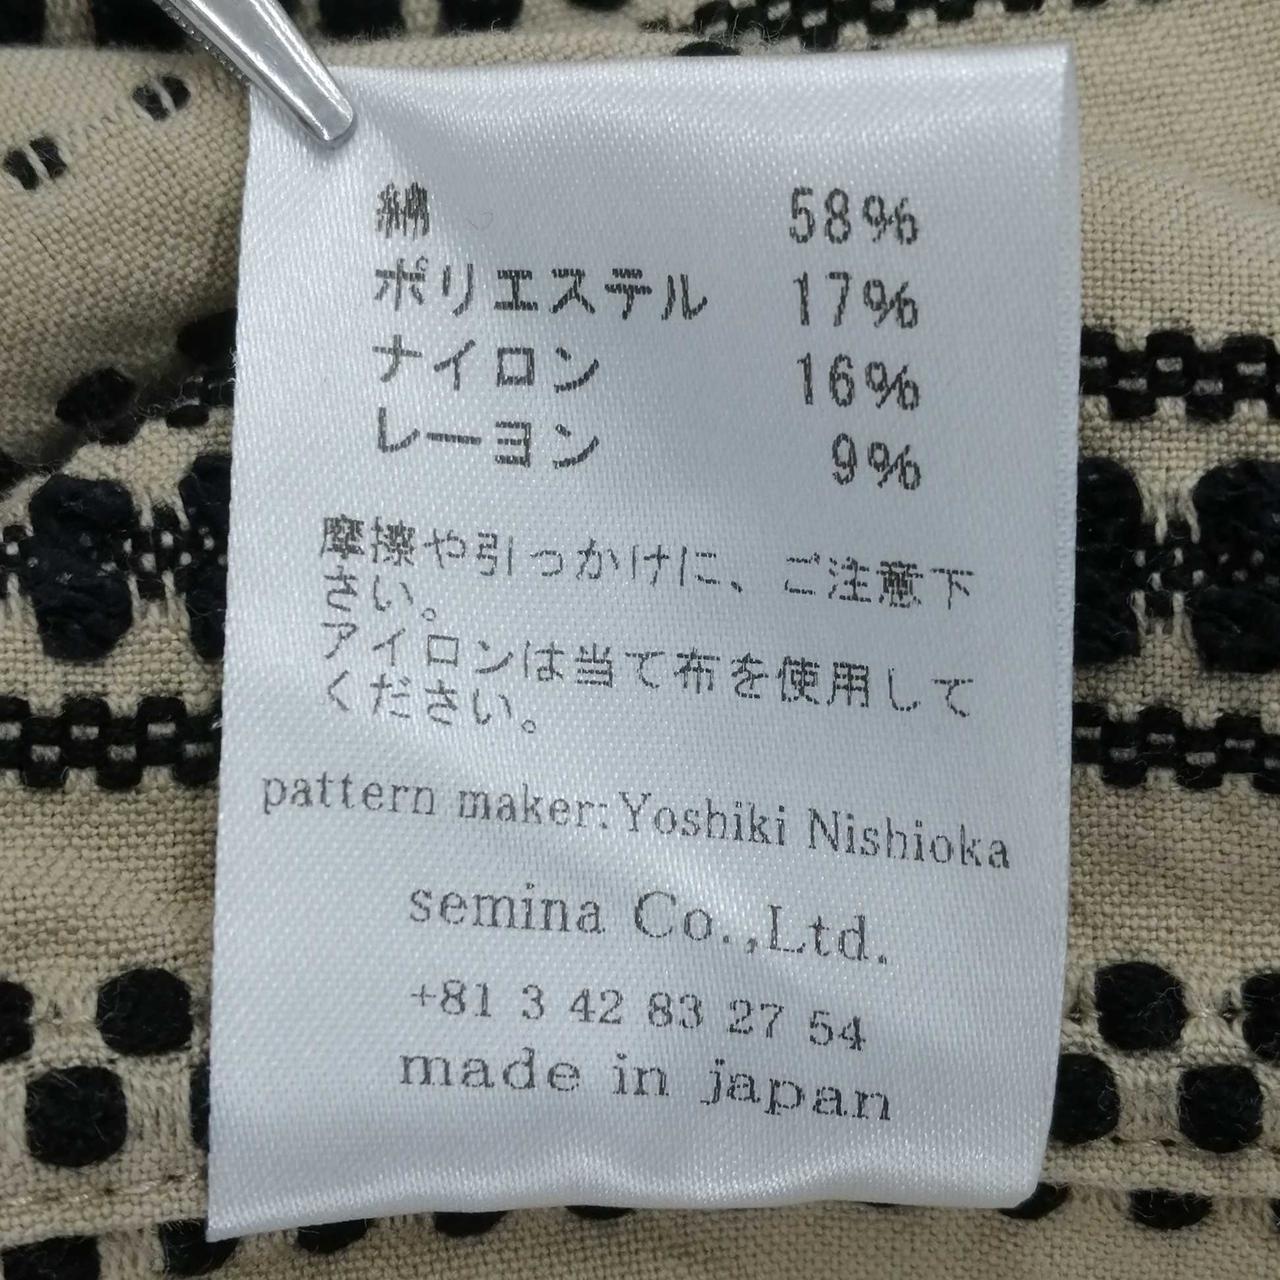 綿 58%
ポリエステル 17%
ナイロン 16%
レーヨン 9%
摩擦や引っかけに、ご注意下
さい。
アイロンは当て布を使用して
ください。
pattern maker:Yoshiki Nishioka
semina Co.,Ltd.
+81 3 42 83 27 54
made in japan